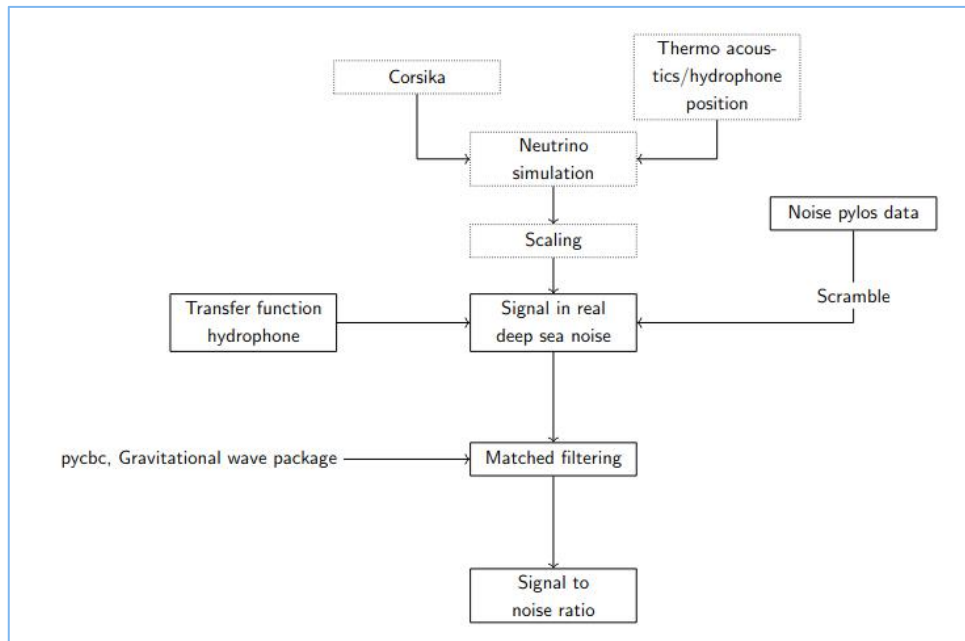 Corsika
Thermo acous-
tics/hydrophone
position
Neutrino
simulation
Noise pylos data
Scaling
Scramble
Transfer function
hydrophone
Signal in real
deep sea noise
pycbc, Gravitational wave package
Matched filtering
Signal to
noise ratio